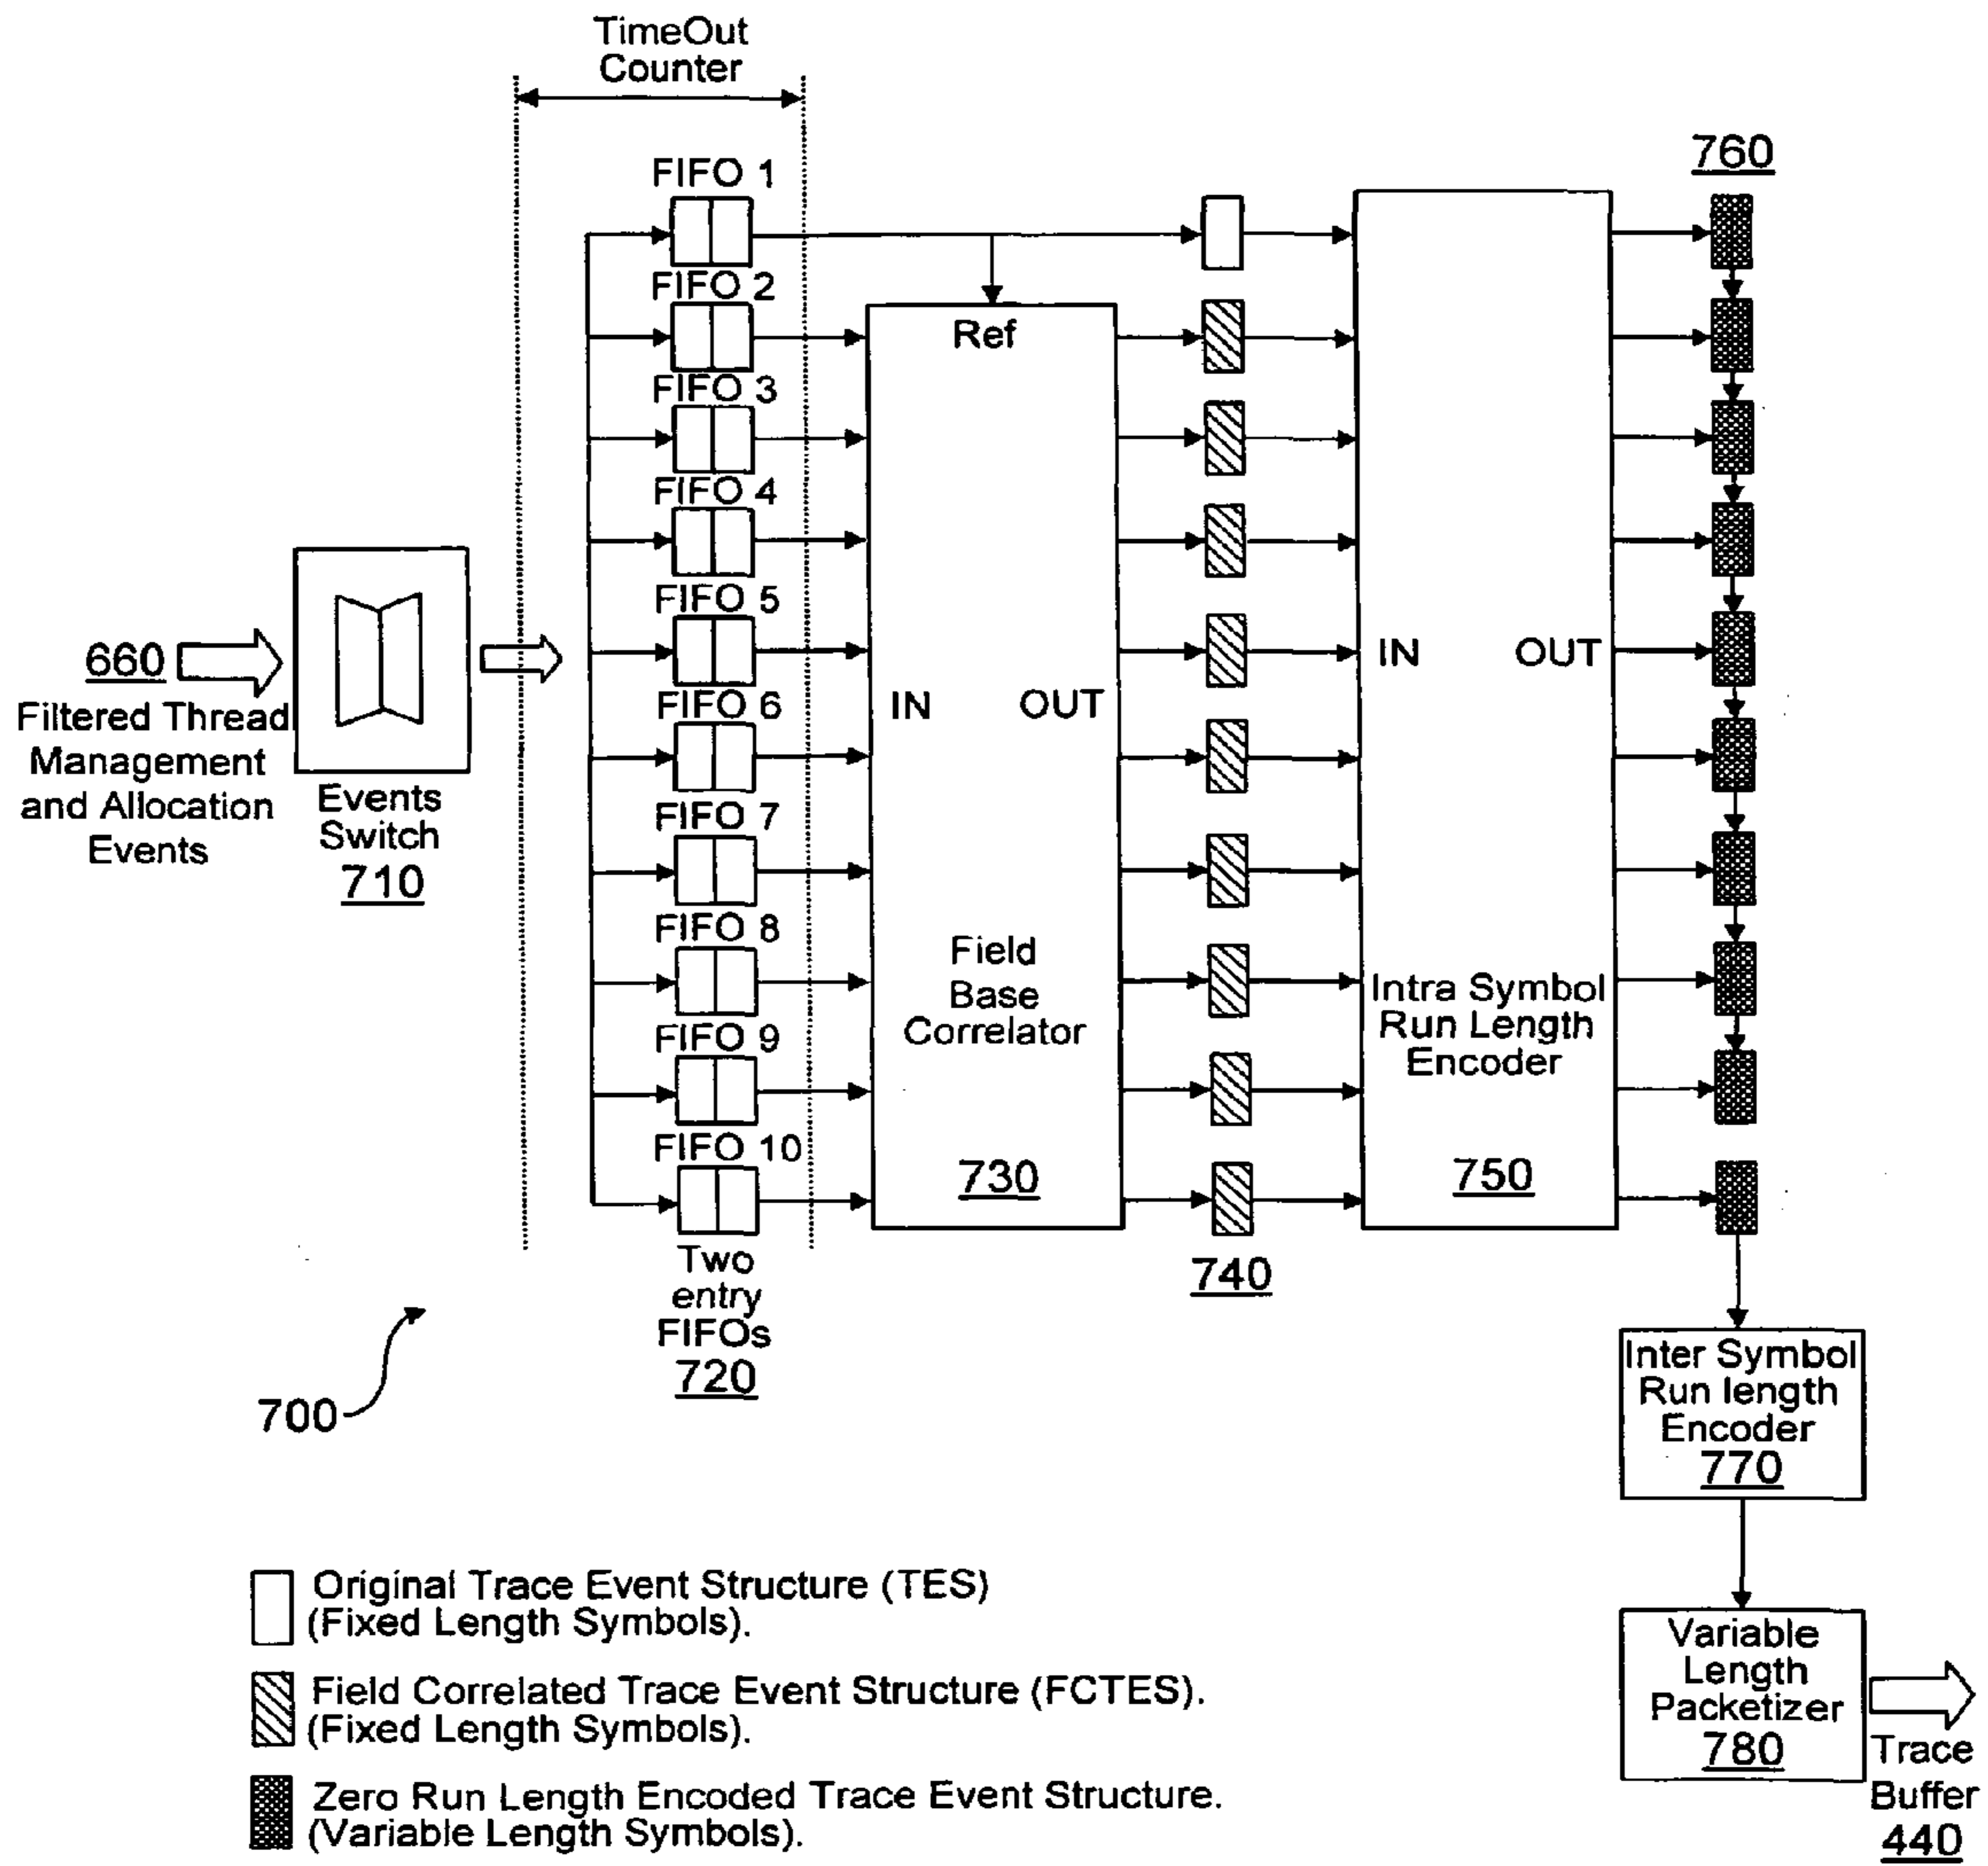 TimeOut
Counter
760
FIFO 1
FIFO 2
Ref
FIFO 3
FIFO 4
FIFO 5
FIFO 6
FIFO 7
FIFO 8
FIFO 9
FIFO 10
Two
entry
FIFOs
720
660
Filtered Thread
Management
and Allocation
Events
Events
Switch
710
IN
OUT
Field
Base
Correlator
730
740
IN
OUT
Intra Symbol
Run Length
Encoder
750
700
Inter Symbol
Run length
Encoder
770
Variable
Length
Packetizer
780
Trace
Buffer
440
Original Trace Event Structure (TES)
(Fixed Length Symbols).
Field Correlated Trace Event Structure (FCTES).
(Fixed Length Symbols).
Zero Run Length Encoded Trace Event Structure.
(Variable Length Symbols).